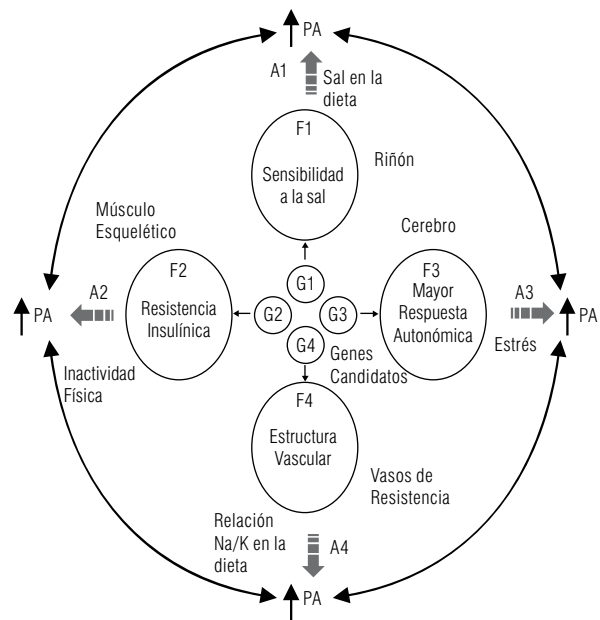 PA
A1
Sal en la
dieta
F1
Sensibilidad
a la sal
Riñón
Músculo
Esquelético
Cerebro
A2
PA
F2
Resistencia
Insulínica
G1
G2
G3
G4
F3
Mayor
Respuesta
Autonómica
A3
PA
Estrés
Inactividad
Física
Genes
Candidatos
F4
Estructura
Vascular
Vasos de
Resistencia
Relación
Na/K en la
dieta
A4
PA